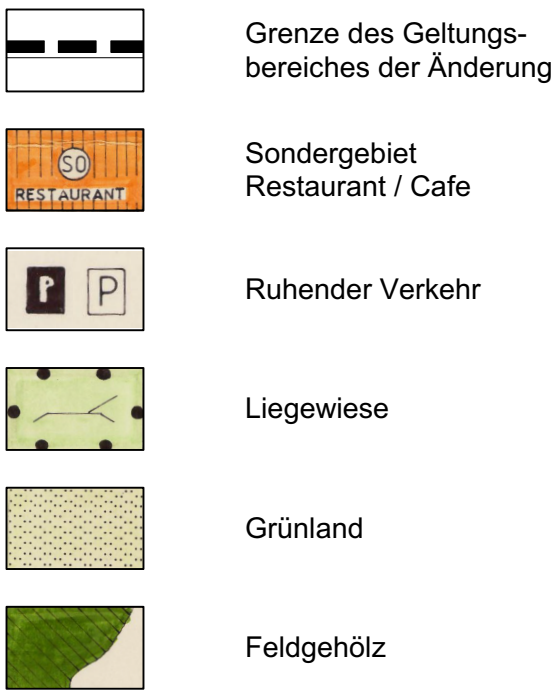 Grenze des Geltungs-
bereiches der Änderung
SO
RESTAURANT
Sondergebiet
Restaurant / Cafe
P P
Ruhender Verkehr
Liegewiese
Grünland
Feldgehölz